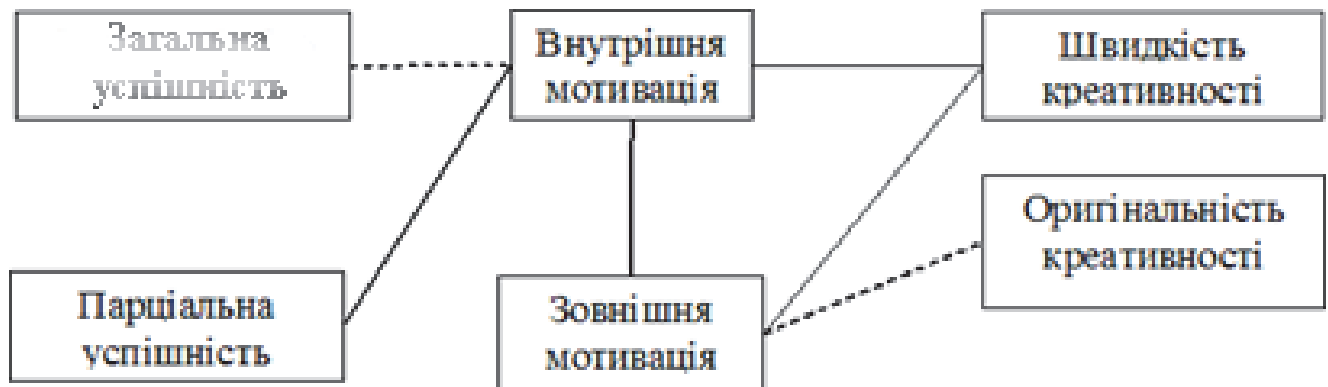 Загальна
успішність
Внутрішня
мотивація
Швидкість
креативності
Оригінальність
креативності
Парціальна
успішність
Зовнішня
мотивація